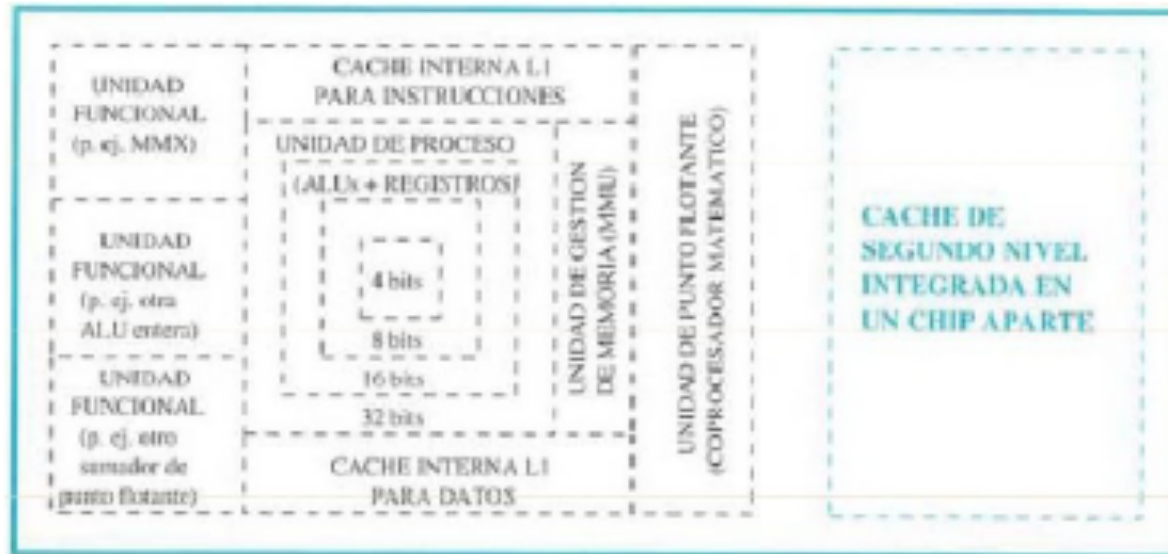 UNIDAD
FUNCIONAL
(p. ej. MMX)
CACHE INTERNA L1
PARA INSTRUCCIONES
UNIDAD DE PROCESO
(ALUs + REGISTROS)
4 bits
8 bits
16 bits
32 bits
UNIDAD
FUNCIONAL
(p. ej. otra
ALU entera)
UNIDAD
FUNCIONAL
(p. ej. otro
sumador de
punto flotante)
CACHE INTERNA L1
PARA DATOS
UNIDAD DE GESTION
DE MEMORIA (MMU)
UNIDAD DE PUNTO FLOTANTE
(COPROCESADOR MATEMATICO)
CACHE DE
SEGUNDO NIVEL
INTEGRADA EN
UN CHIP APARTE